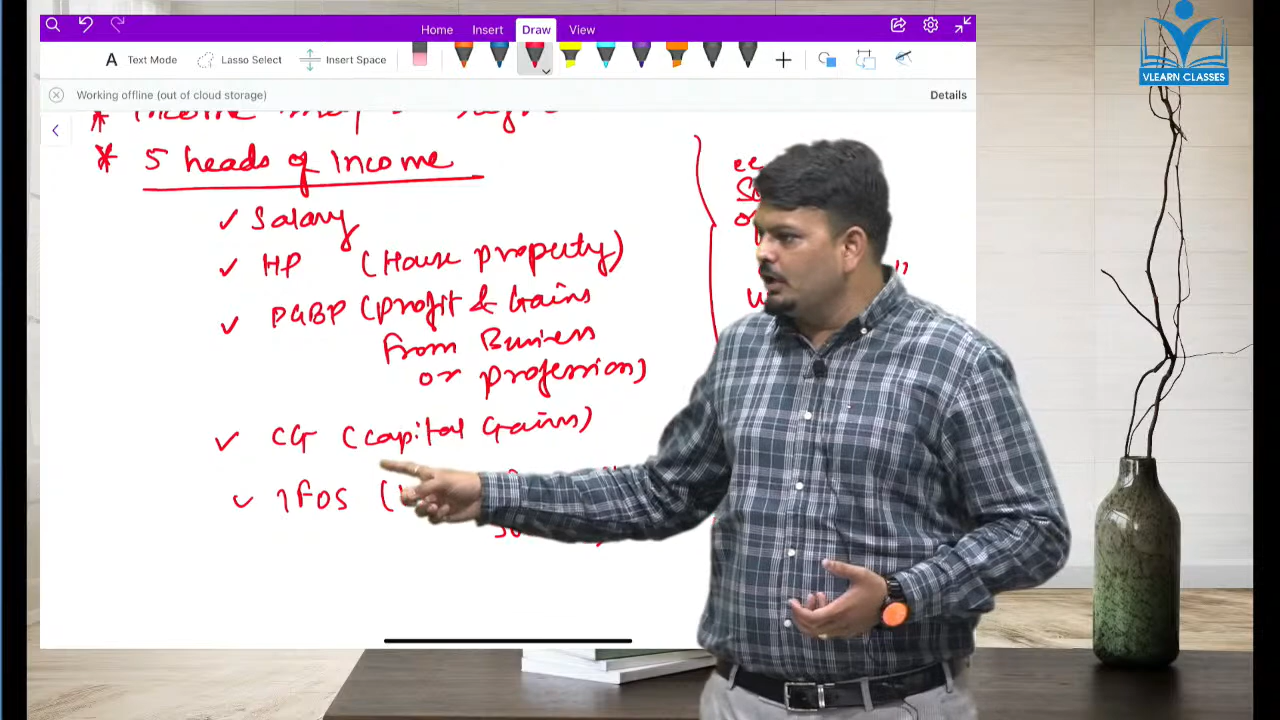 Home Insert Draw View
VLEARN CLASSES
A Text Mode Lasso Select Insert Space
Working offline (out of cloud storage) Details
* Income
* 5 heads of Income
✓ Salary
✓ HP (House property)
✓ PGBP (Profit & Gains
From Business
or profession)
✓ CG (Capital Gains)
✓ IFOS (